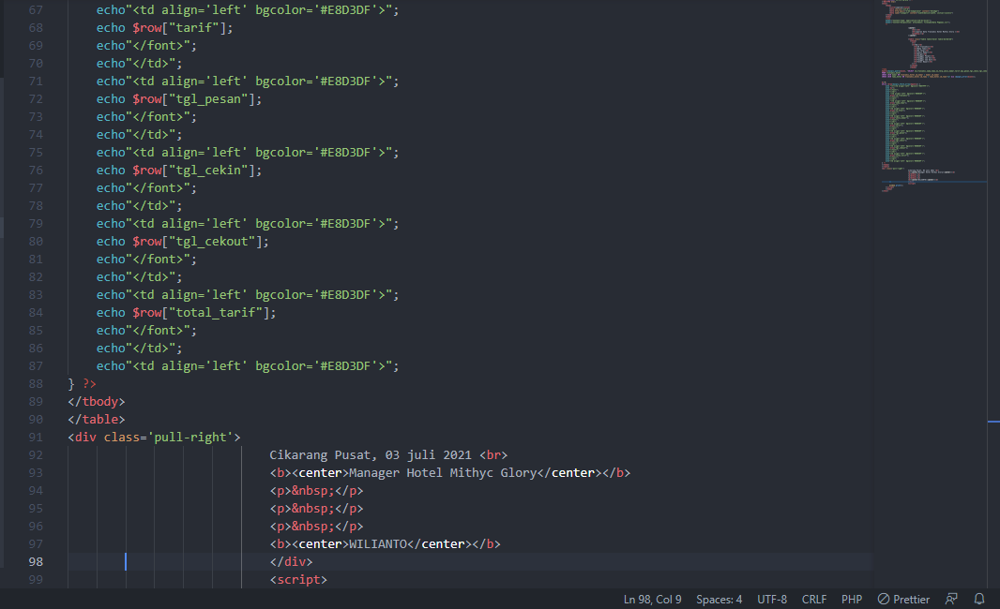 67 echo"<td align='left' bgcolor='#E8D3DF'>";
68 echo $row["tarif"];
69 echo"</font>";
70 echo"</td>";
71 echo"<td align='left' bgcolor='#E8D3DF'>";
72 echo $row["tgl_pesan"];
73 echo"</font>";
74 echo"</td>";
75 echo"<td align='left' bgcolor='#E8D3DF'>";
76 echo $row["tgl_cekin"];
77 echo"</font>";
78 echo"</td>";
79 echo"<td align='left' bgcolor='#E8D3DF'>";
80 echo $row["tgl_cekout"];
81 echo"</font>";
82 echo"</td>";
83 echo"<td align='left' bgcolor='#E8D3DF'>";
84 echo $row["total_tarif"];
85 echo"</font>";
86 echo"</td>";
87 echo"<td align='left' bgcolor='#E8D3DF'>";
88 } ?>
89 </tbody>
90 </table>
91 <div class='pull-right'>
92 Cikarang Pusat, 03 juli 2021 <br>
93 <b><center>Manager Hotel Mithyc Glory</center></b>
94 <p>&nbsp;</p>
95 <p>&nbsp;</p>
96 <p>&nbsp;</p>
97 <b><center>WILIANTO</center></b>
98 </div>
99 <script>
Ln 98, Col 9 Spaces: 4 UTF-8 CRLF PHP Prettier